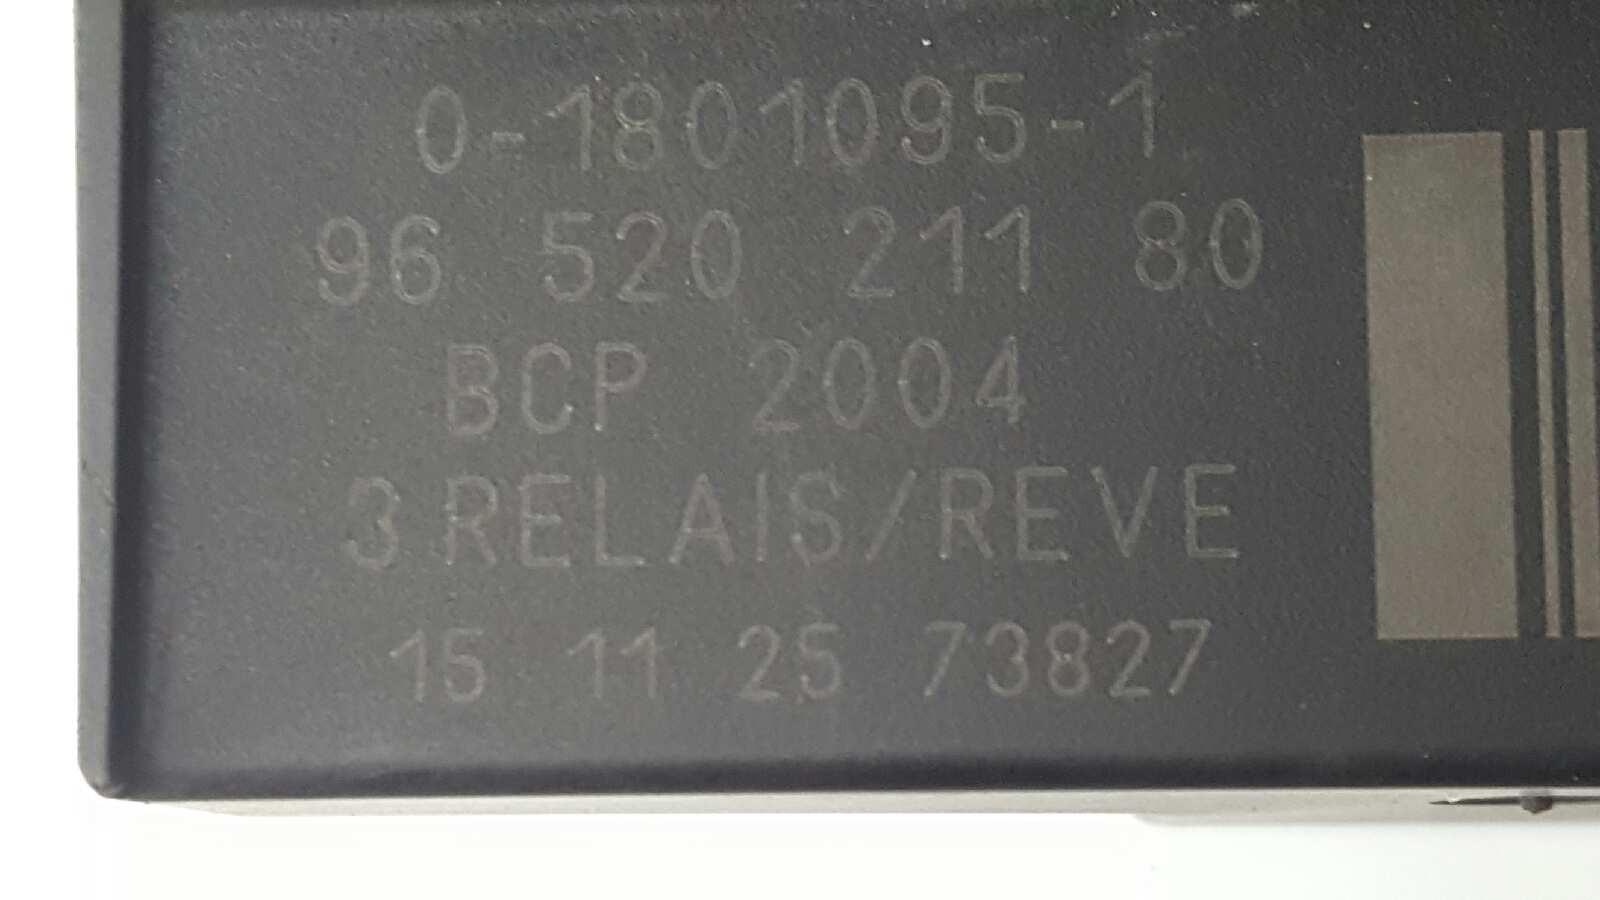 0-1801095-1
96 520 211 80
BCP 2004
3 RELAIS/REVE
15 11 25 73827